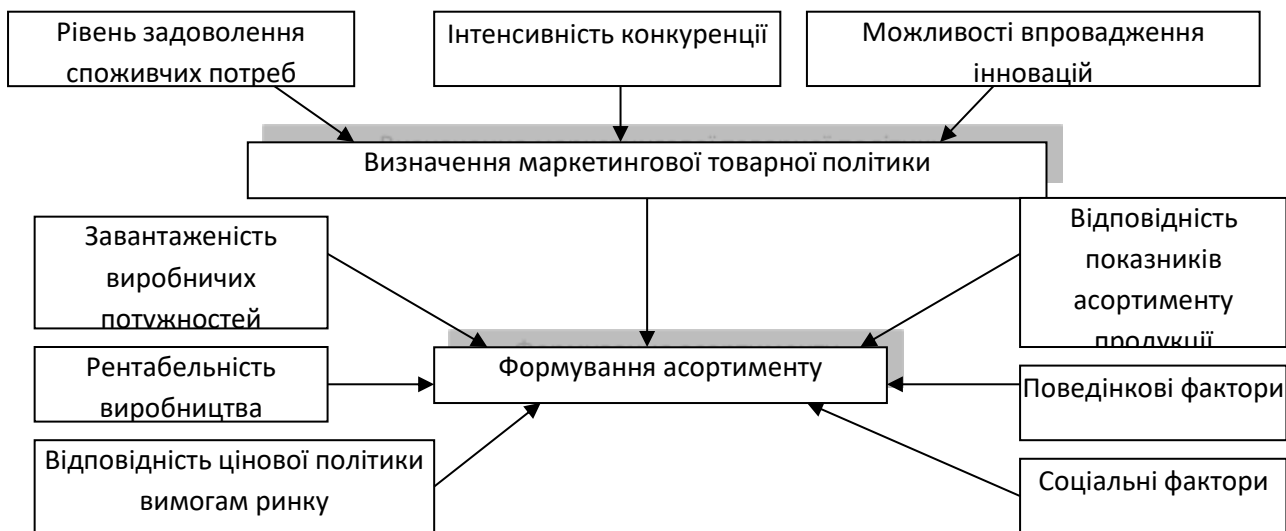 Рівень задоволення
споживчих потреб
Інтенсивність конкуренції
Можливості впровадження
інновацій
Визначення маркетингової товарної політики
Завантаженість
виробничих
потужностей
Відповідність
показників
асортименту
продукції
Формування асортименту
Рентабельність
виробництва
Поведінкові фактори
Відповідність цінової політики
вимогам ринку
Соціальні фактори